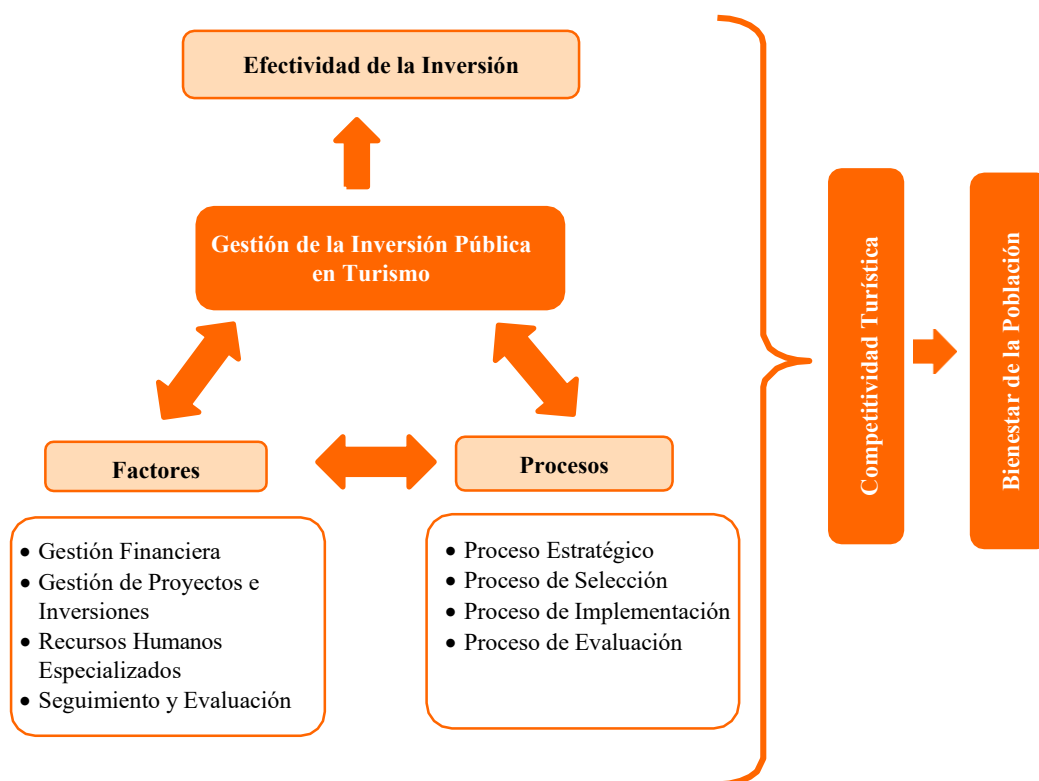 Efectividad de la Inversión
Gestión de la Inversión Pública
en Turismo
Factores
• Gestión Financiera
• Gestión de Proyectos e
Inversiones
• Recursos Humanos
Especializados
• Seguimiento y Evaluación
Procesos
• Proceso Estratégico
• Proceso de Selección
• Proceso de Implementación
• Proceso de Evaluación
Competitividad Turística
Bienestar de la Población